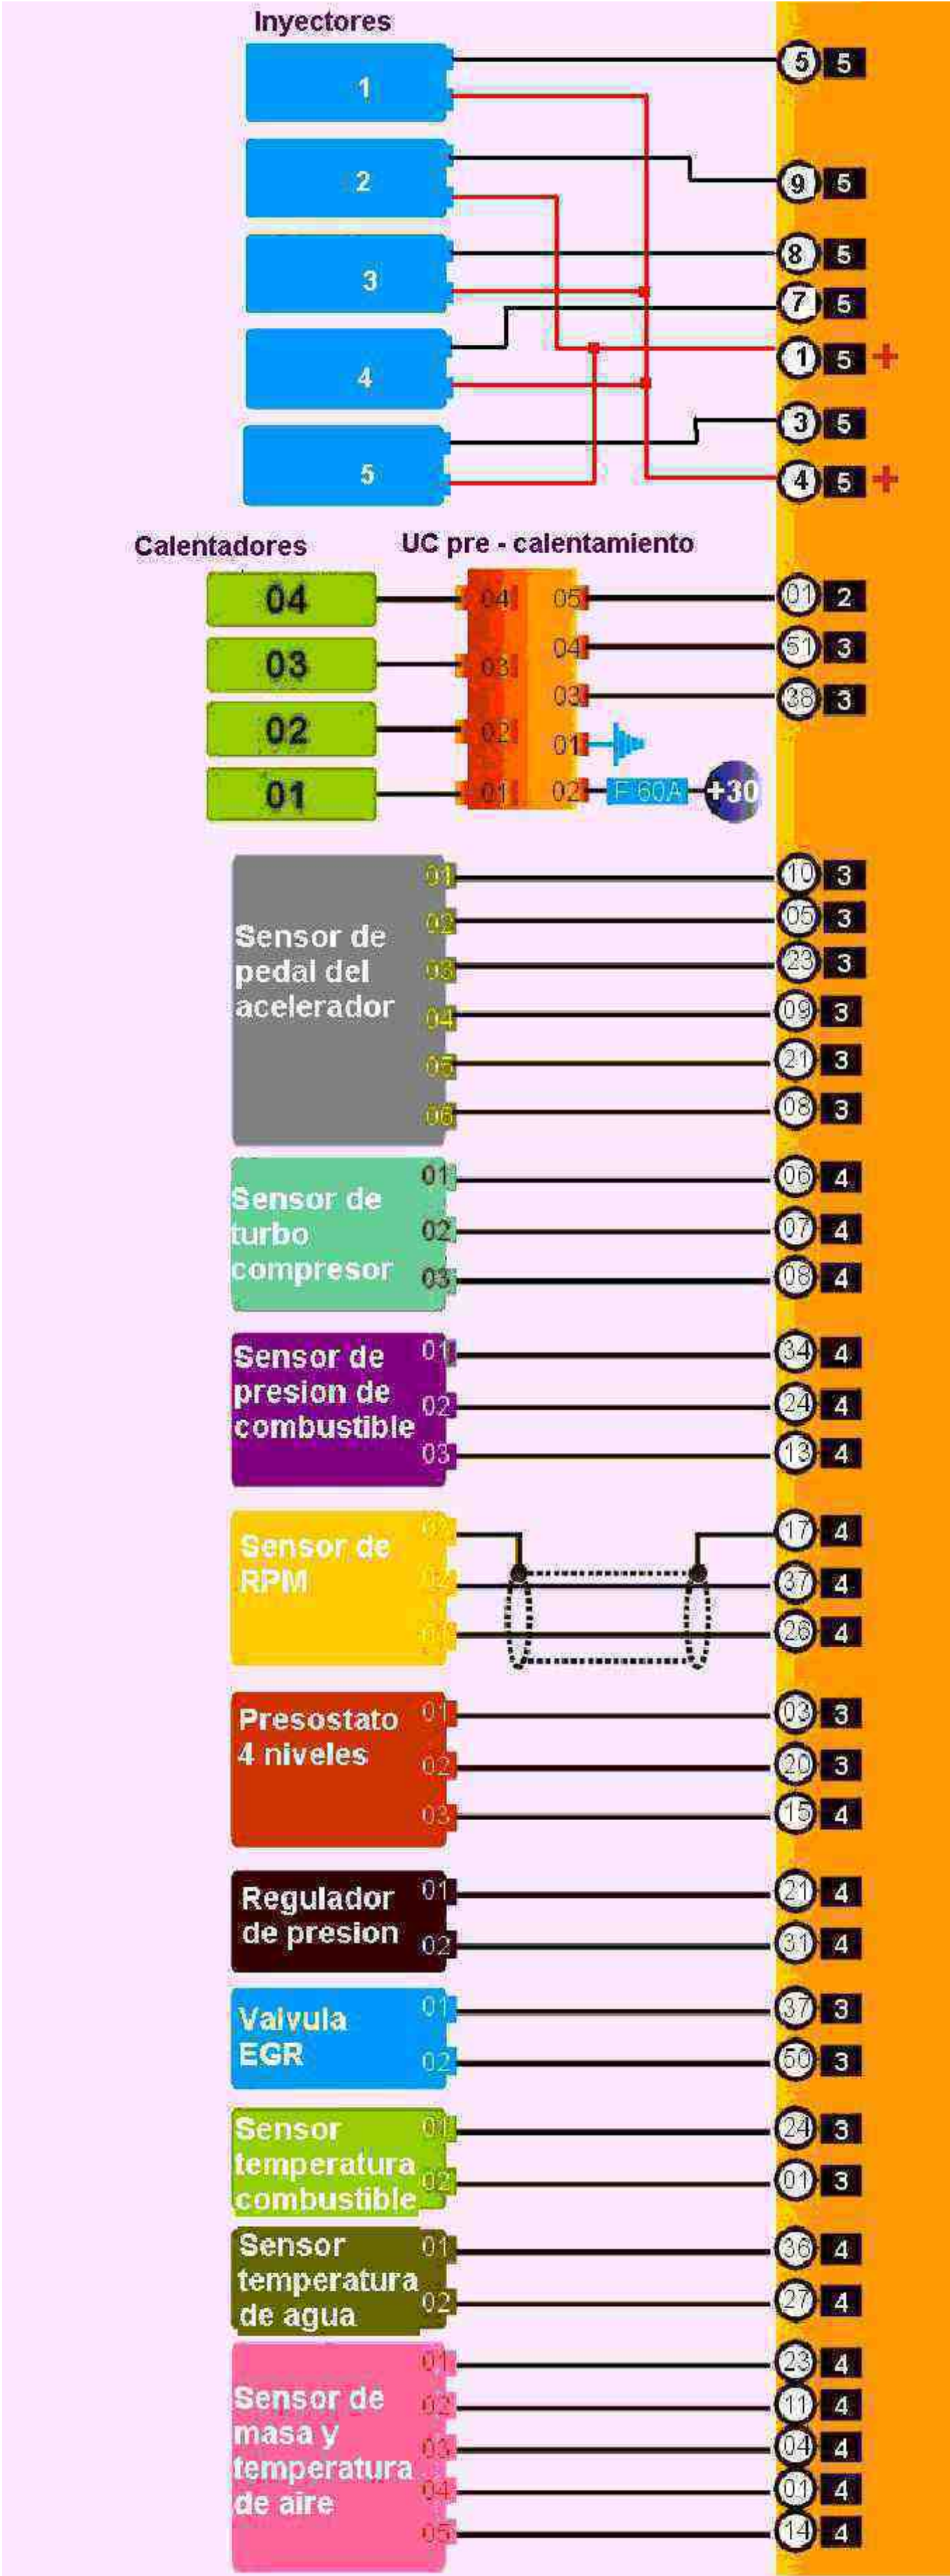 Inyectores
5 5
1
9 5
2
8 5
3
7 5
1 5 +
4
3 5
5
4 5 +
Calentadores UC pre - calentamiento
04 04 05 01 2
03 03 04 51 3
03 38 3
02 02 01
01 01 02 F 60A +30
01 10 3
02 05 3
Sensor de
pedal del
acelerador
03 23 3
04 09 3
05 21 3
06 08 3
01 06 4
Sensor de
turbo
compresor
02 07 4
03 08 4
Sensor de
presion de
combustible
01 34 4
02 24 4
03 13 4
Sensor de
RPM
17 4
37 4
26 4
Presostato
4 niveles
01 03 3
02 20 3
03 15 4
Regulador
de presion
01 21 4
02 31 4
Valvula
EGR
01 37 3
02 50 3
Sensor
temperatura
combustible
01 24 3
02 01 3
Sensor
temperatura
de agua
01 36 4
02 27 4
Sensor de
masa y
temperatura
de aire
01 23 4
02 11 4
03 04 4
04 01 4
05 14 4